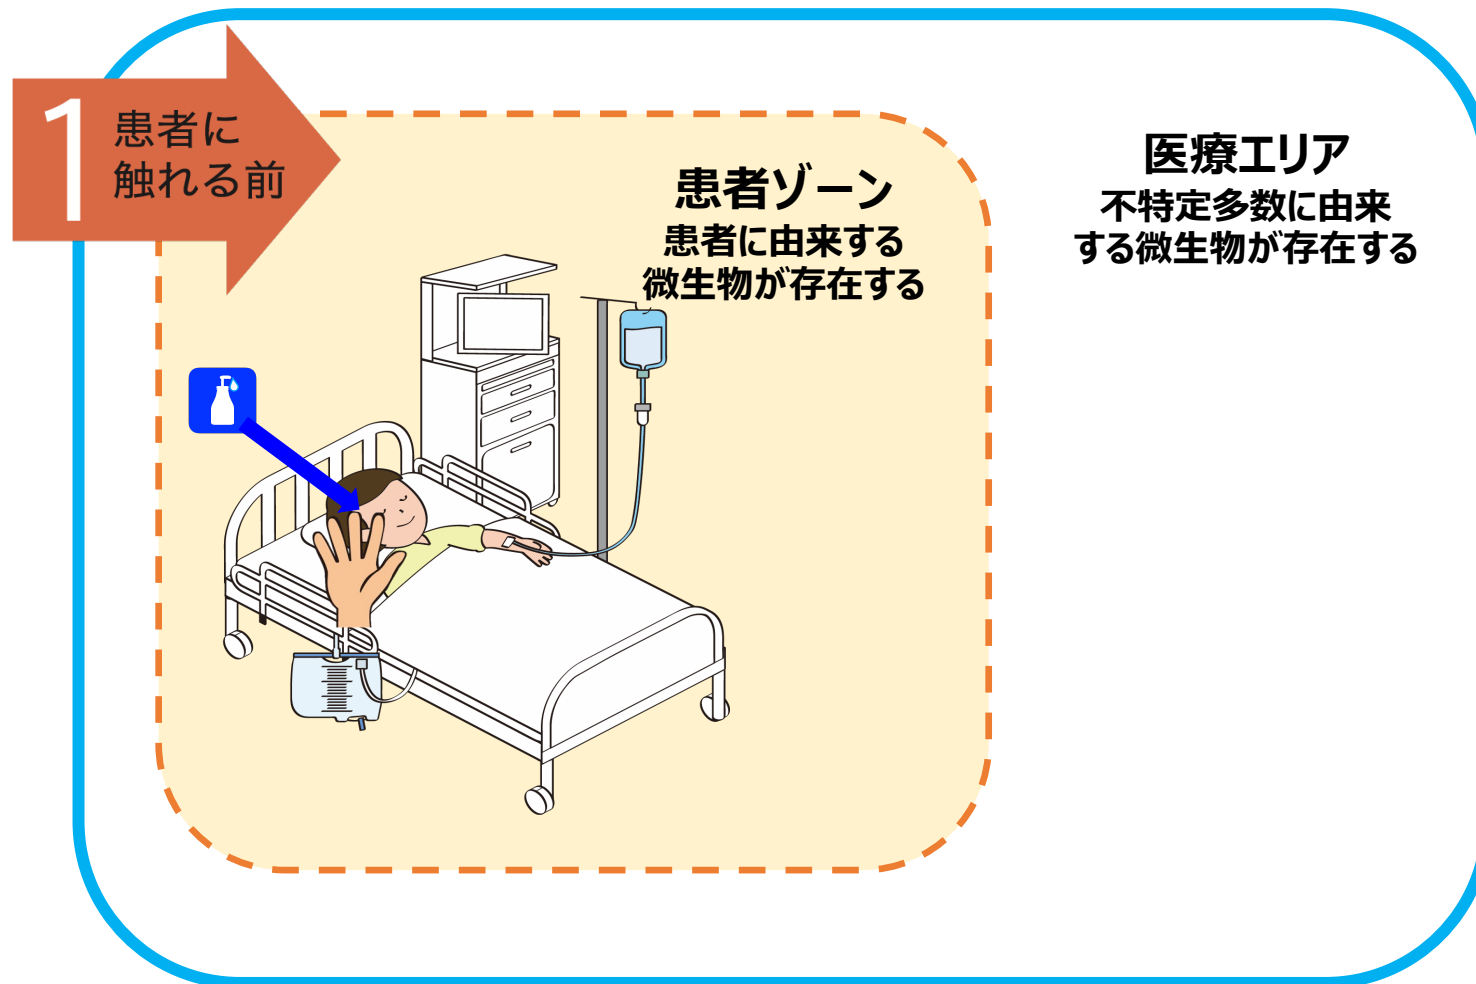 1
患者に
触れる前
患者ゾーン
患者に由来する
微生物が存在する
医療エリア
不特定多数に由来
する微生物が存在する